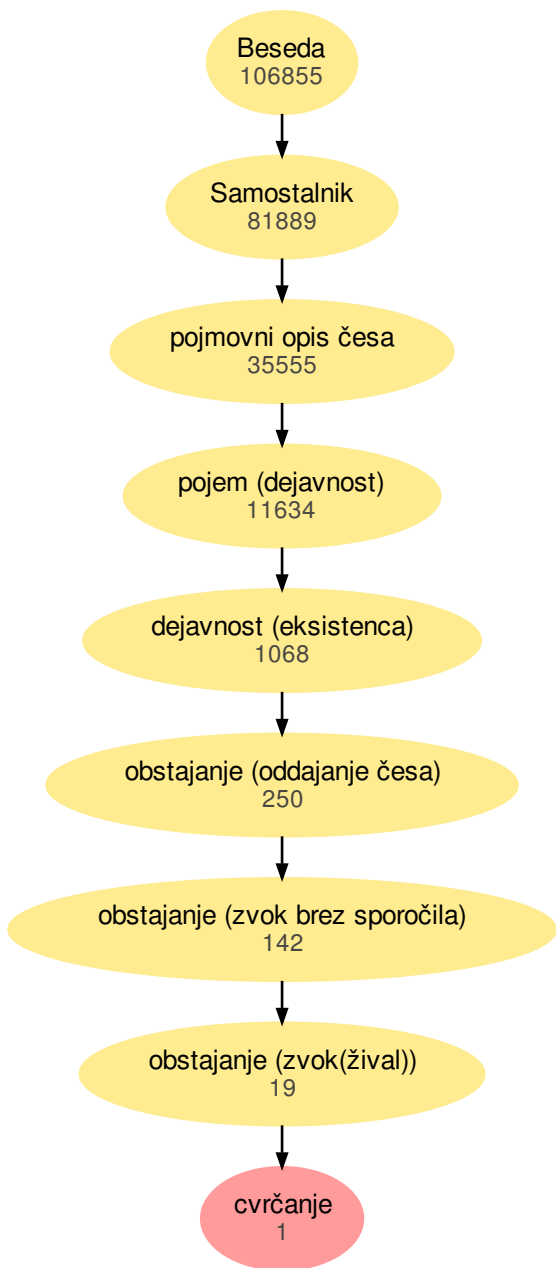 Beseda
106855
Samostalnik
81889
pojmovni opis česa
35555
pojem (dejavnost)
11634
dejavnost (eksistenca)
1068
obstajanje (oddajanje česa)
250
obstajanje (zvok brez sporočila)
142
obstajanje (zvok(žival))
19
cvrčanje
1